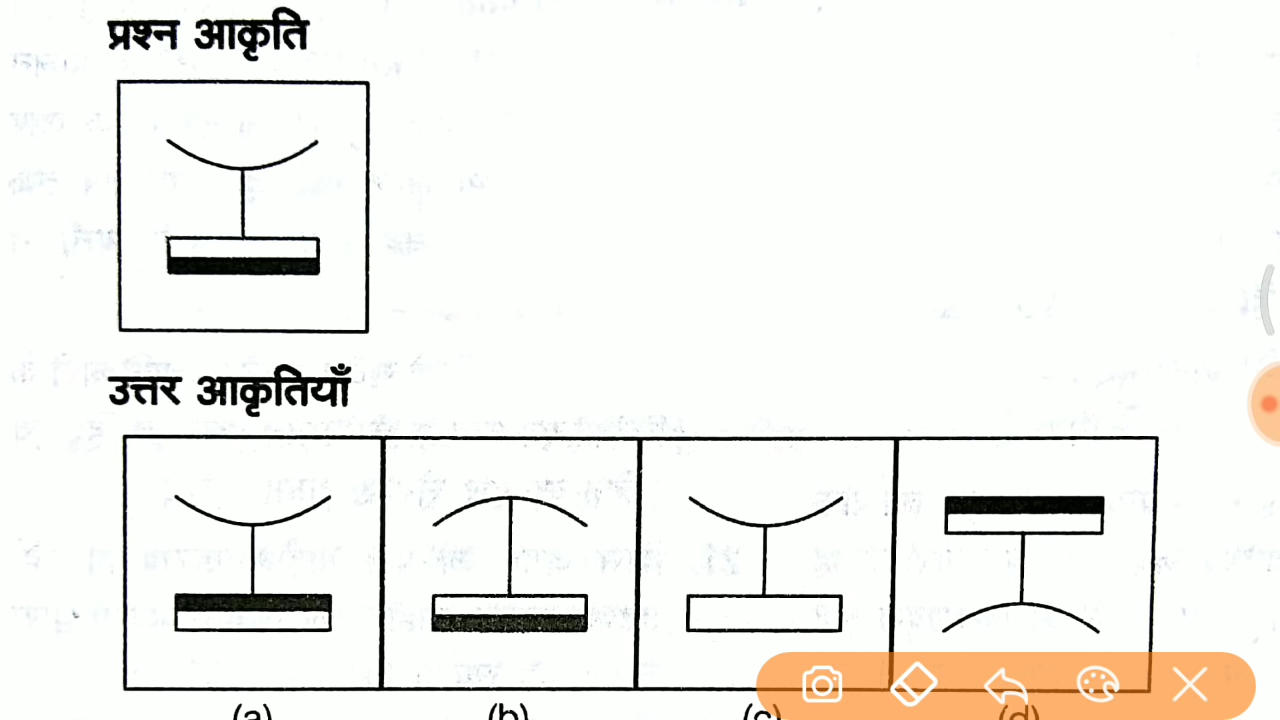 प्रश्न आकृति
उत्तर आकृतियाँ
(a) (b) (c) (d)